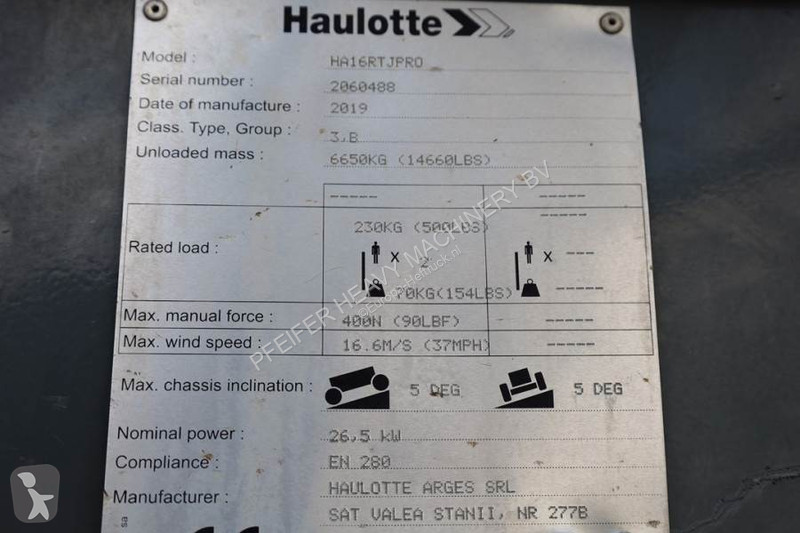 Haulotte
Model : HA16RTJPRO
Serial number : 2060488
Date of manufacture : 2019
Class. Type, Group : 3,B
Unloaded mass : 6650KG (14660LBS)
----- -----
230KG (500LBS) -----
Rated load : x 2 x ----
70KG(154LBS) -----
Max. manual force : 400N (90LBF) -----
Max. wind speed : 16.6M/S (37MPH) -----
Max. chassis inclination : 5 DEG 5 DEG
Nominal power : 26,5 kW
Compliance : EN 280
Manufacturer : HAULOTTE ARGES SRL
SAT VALEA STANII, NR 277B
PFEIFER HEAVY MACHINERY BV